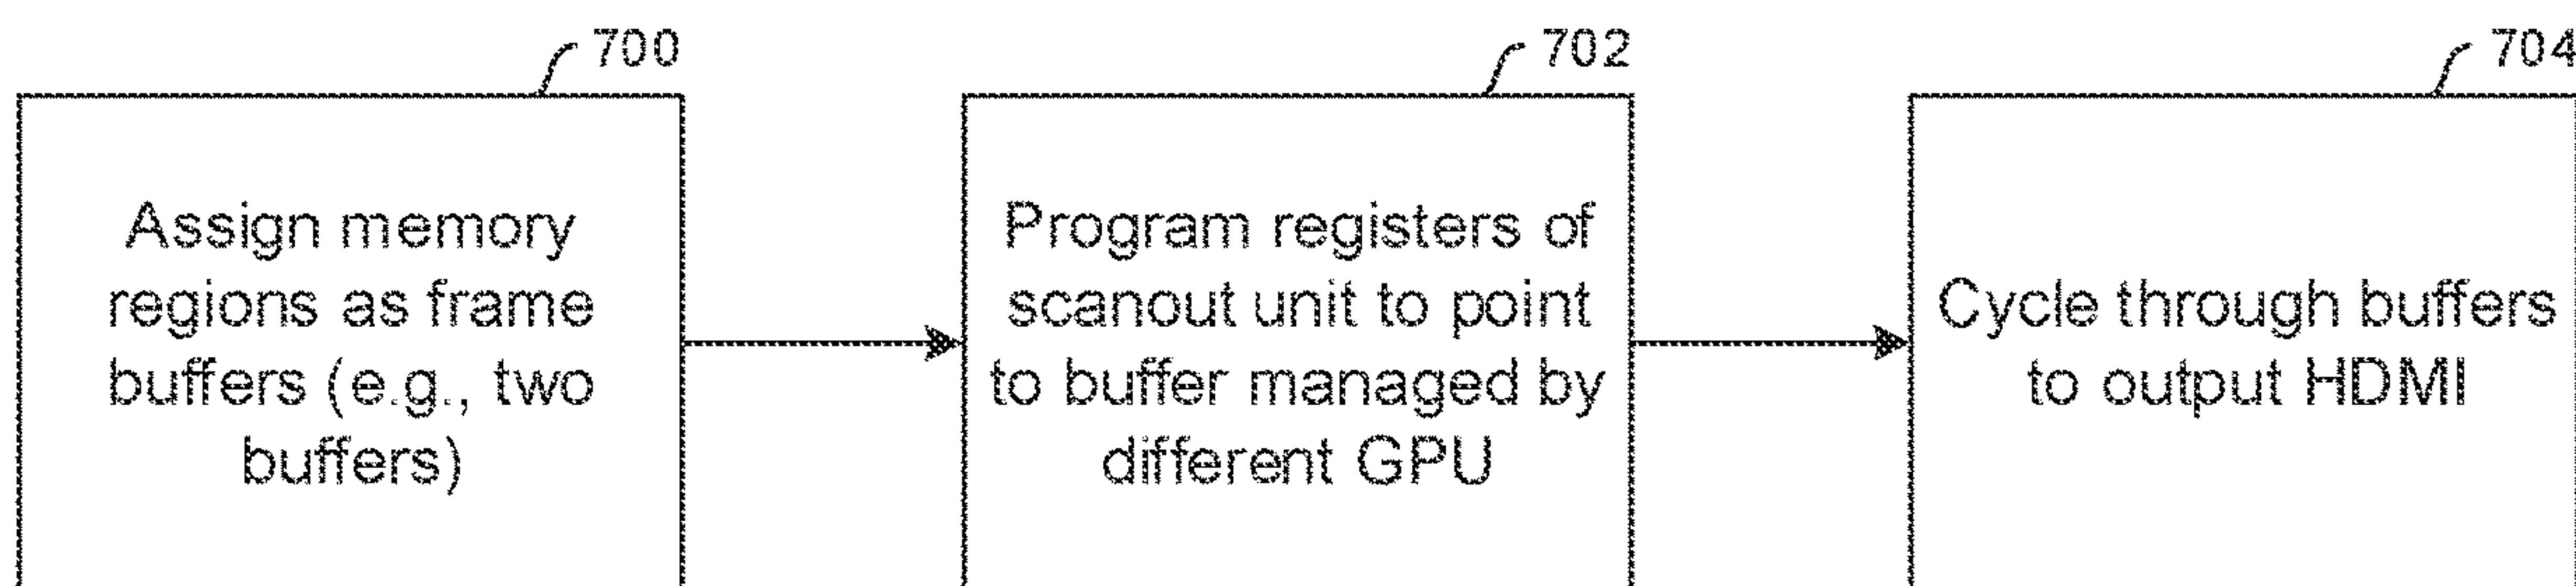 700
702
704
Assign memory
regions as frame
buffers (e.g., two
buffers)
Program registers of
scanout unit to point
to buffer managed by
different GPU
Cycle through buffers
to output HDMI